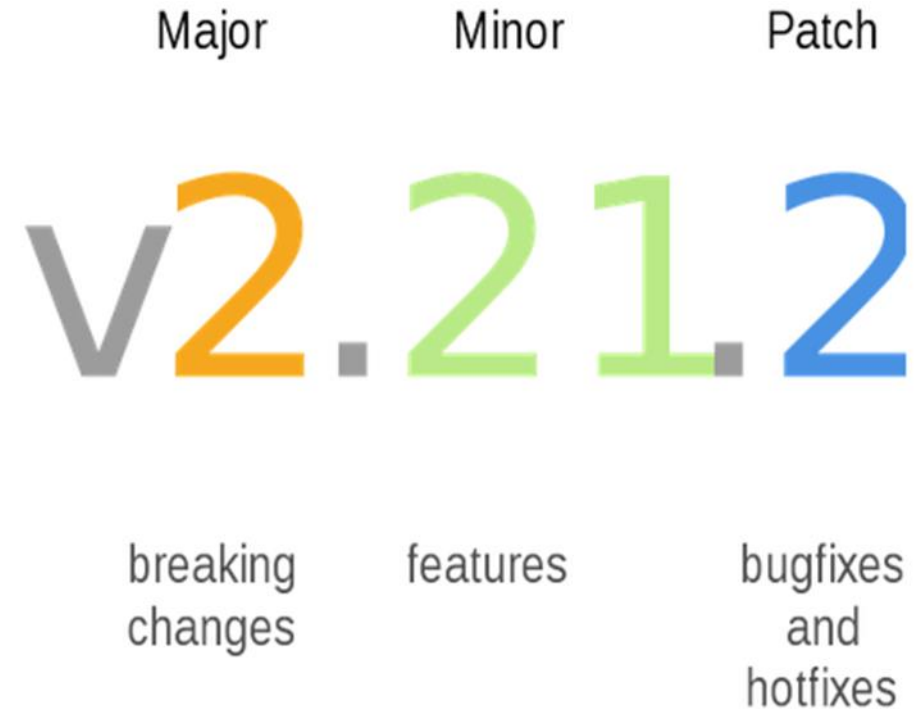 Major Minor Patch
v2.21.2
breaking features bugfixes
changes and
hotfixes